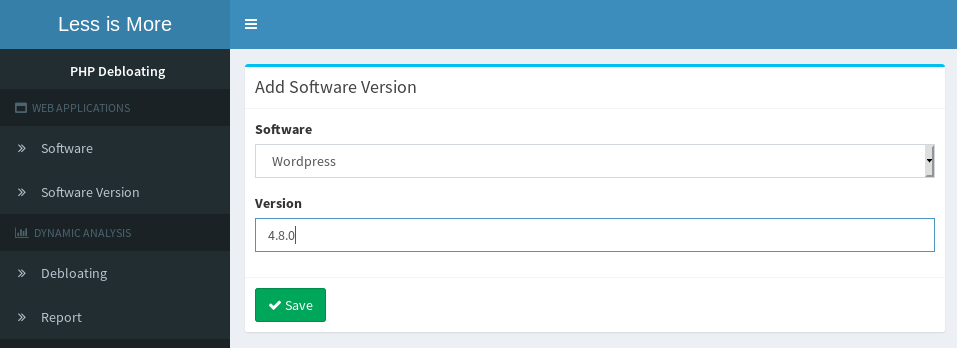 Less is More
PHP Debloating
WEB APPLICATIONS
Software
Software Version
DYNAMIC ANALYSIS
Debloating
Report
Add Software Version
Software
Wordpress
Version
4.8.0
Save